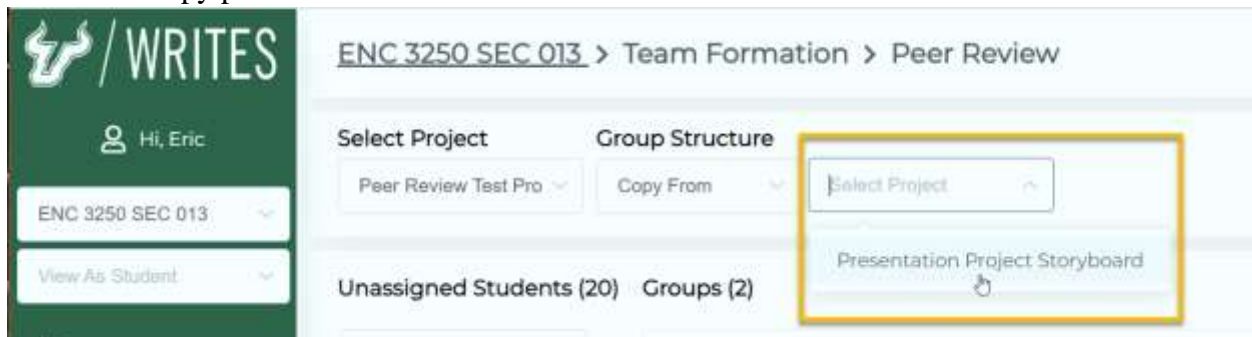 / WRITES
ENC 3250 SEC 013 > Team Formation > Peer Review
Hi, Eric
Select Project Group Structure
Peer Review Test Pro Copy From Select Project
ENC 3250 SEC 013
Presentation Project Storyboard
View As Student
Unassigned Students (20) Groups (2)